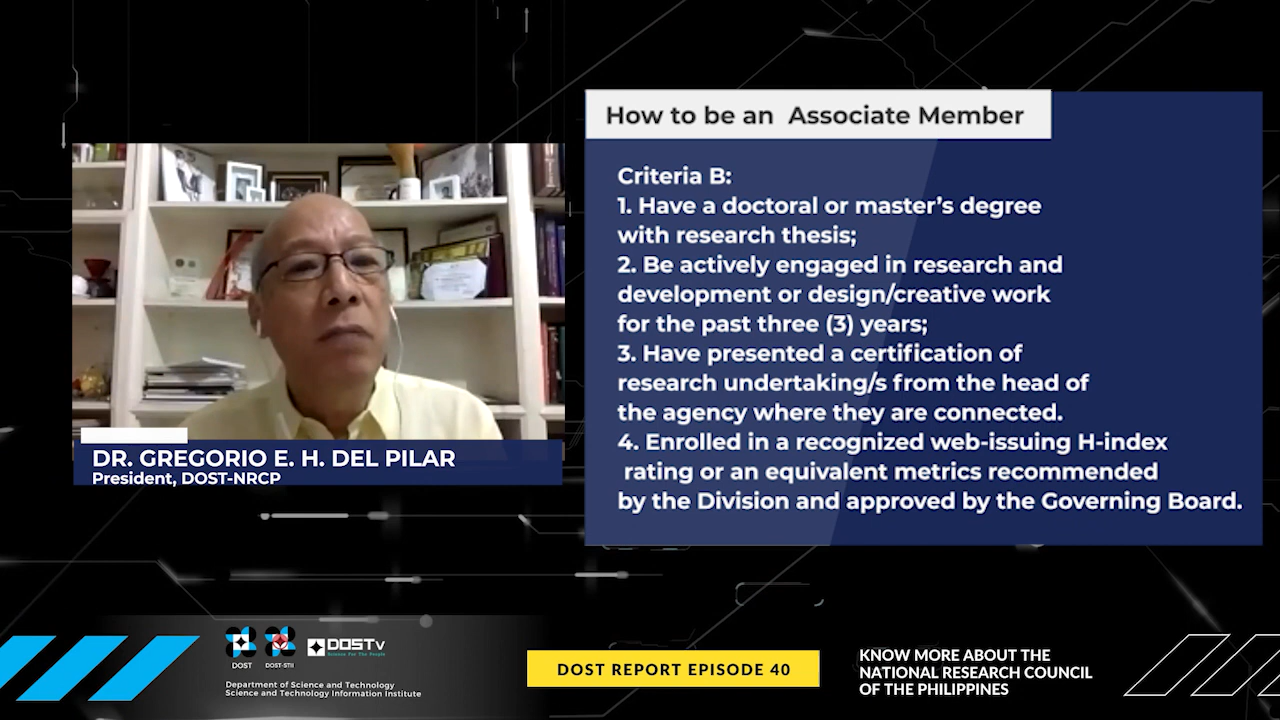 How to be an  Associate Member
Criteria B:
1. Have a doctoral or master's degree
with research thesis;
2. Be actively engaged in research and
development or design/creative work
for the past three (3) years;
3. Have presented a certification of
research undertaking/s from the head of
the agency where they are connected.
4. Enrolled in a recognized web-issuing H-index
rating or an equivalent metrics recommended
by the Division and approved by the Governing Board.
DR. GREGORIO E. H. DEL PILAR
President, DOST-NRCP
DOST
DOST-STII
DOSTv
Science For The People
Department of Science and Technology
Science and Technology Information Institute
DOST REPORT EPISODE 40
KNOW MORE ABOUT THE
NATIONAL RESEARCH COUNCIL
OF THE PHILIPPINES